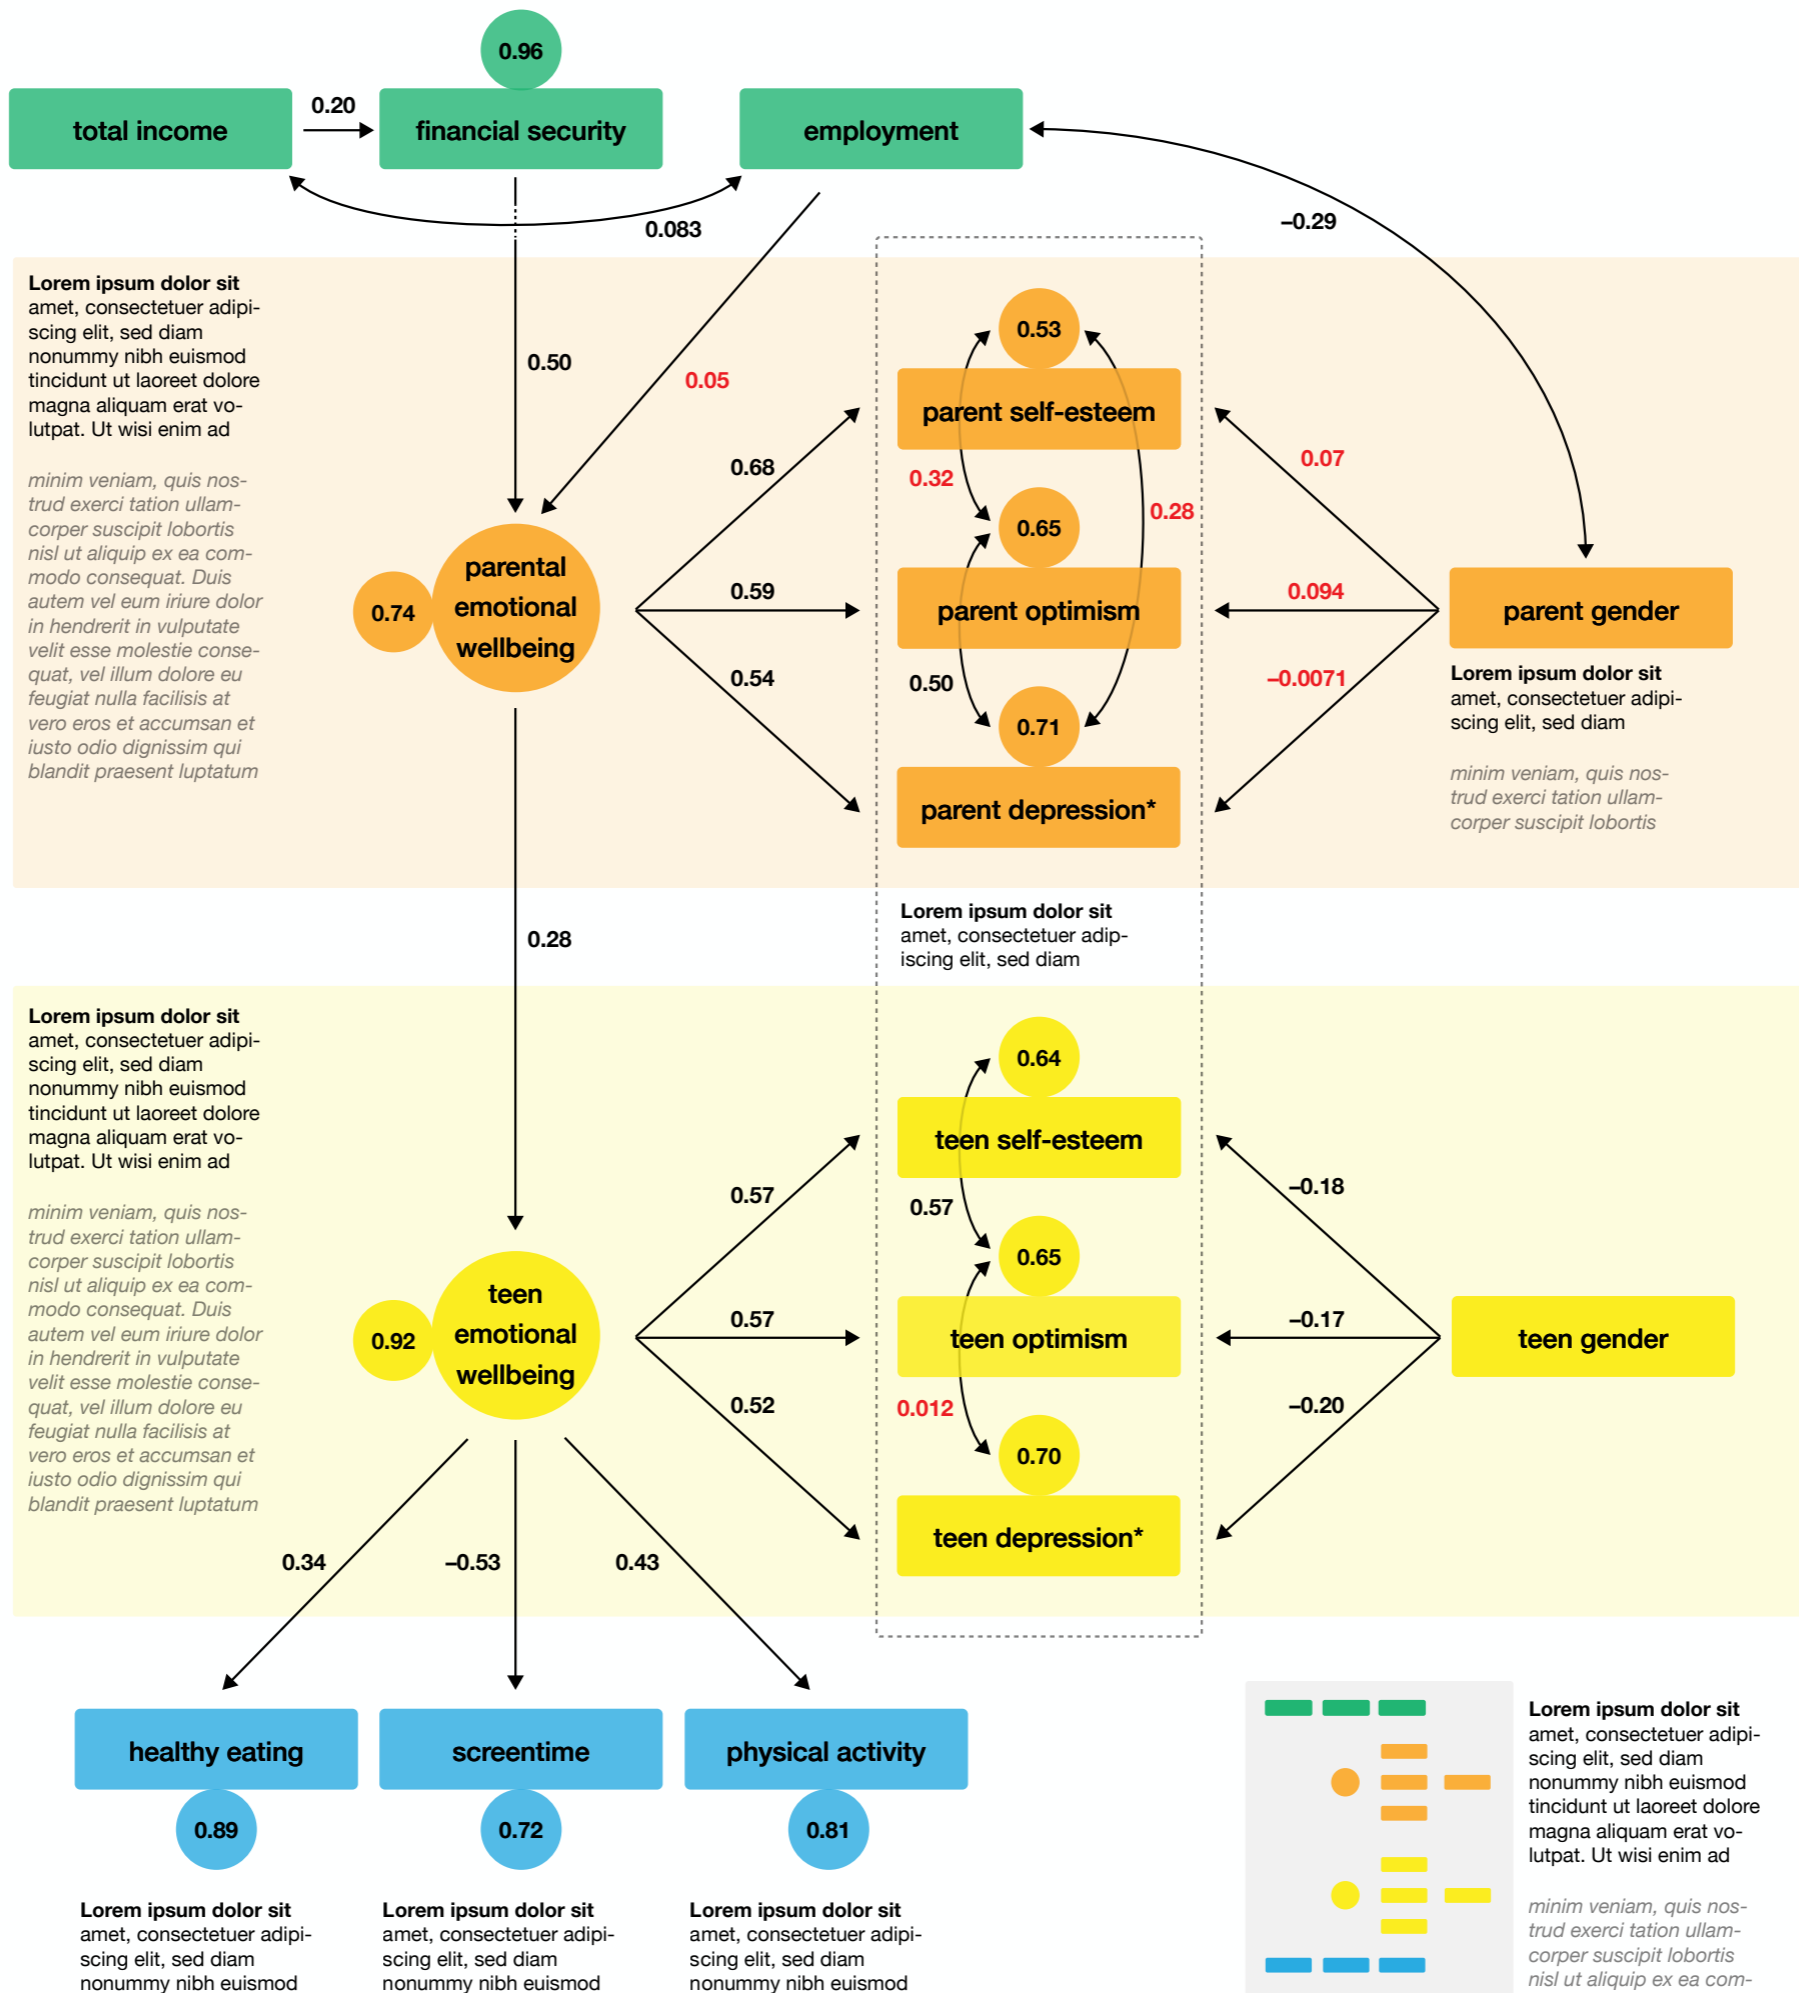 0.96
total income
0.20
financial security
employment
0.083
–0.29
Lorem ipsum dolor sit
amet, consectetuer adipi-
scing elit, sed diam
nonummy nibh euismod
tincidunt ut laoreet dolore
magna aliquam erat vo-
lutpat. Ut wisi enim ad
minim veniam, quis nos-
trud exerci tation ullam-
corper suscipit lobortis
nisl ut aliquip ex ea com-
modo consequat. Duis
autem vel eum iriure dolor
in hendrerit in vulputate
velit esse molestie conse-
quat, vel illum dolore eu
feugiat nulla facilisis at
vero eros et accumsan et
iusto odio dignissim qui
blandit praesent luptatum
0.50
0.05
0.74
parental
emotional
wellbeing
0.68
0.59
0.54
0.53
parent self-esteem
0.32
0.28
0.65
parent optimism
0.50
0.71
parent depression*
0.07
0.094
–0.0071
parent gender
Lorem ipsum dolor sit
amet, consectetuer adipi-
scing elit, sed diam
minim veniam, quis nos-
trud exerci tation ullam-
corper suscipit lobortis
0.28
Lorem ipsum dolor sit
amet, consectetuer adip-
iscing elit, sed diam
Lorem ipsum dolor sit
amet, consectetuer adipi-
scing elit, sed diam
nonummy nibh euismod
tincidunt ut laoreet dolore
magna aliquam erat vo-
lutpat. Ut wisi enim ad
minim veniam, quis nos-
trud exerci tation ullam-
corper suscipit lobortis
nisl ut aliquip ex ea com-
modo consequat. Duis
autem vel eum iriure dolor
in hendrerit in vulputate
velit esse molestie conse-
quat, vel illum dolore eu
feugiat nulla facilisis at
vero eros et accumsan et
iusto odio dignissim qui
blandit praesent luptatum
0.92
teen
emotional
wellbeing
0.57
0.57
0.52
0.64
teen self-esteem
0.57
0.65
teen optimism
0.012
0.70
teen depression*
–0.18
–0.17
–0.20
teen gender
0.34
–0.53
0.43
healthy eating
screentime
physical activity
0.89
0.72
0.81
Lorem ipsum dolor sit
amet, consectetuer adipi-
scing elit, sed diam
nonummy nibh euismod
Lorem ipsum dolor sit
amet, consectetuer adipi-
scing elit, sed diam
nonummy nibh euismod
Lorem ipsum dolor sit
amet, consectetuer adipi-
scing elit, sed diam
nonummy nibh euismod
Lorem ipsum dolor sit
amet, consectetuer adipi-
scing elit, sed diam
nonummy nibh euismod
tincidunt ut laoreet dolore
magna aliquam erat vo-
lutpat. Ut wisi enim ad
minim veniam, quis nos-
trud exerci tation ullam-
corper suscipit lobortis
nisl ut aliquip ex ea com-